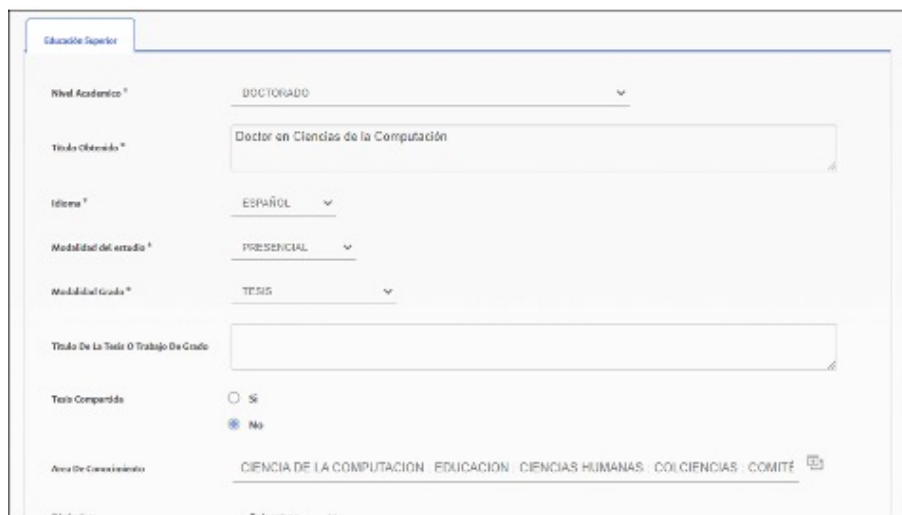 Educación Superior
Nivel Academico * DOCTORADO
Título Obtenido * Doctor en Ciencias de la Computación
Idioma * ESPAÑOL
Modalidad del estudio * PRESENCIAL
Modalidad Grado * TESIS
Titulo De La Tesis O Trabajo De Grado
Tesis Compartida Si
No
Area De Conocimiento CIENCIA DE LA COMPUTACION ; EDUCACION ; CIENCIAS HUMANAS ; COLCIENCIAS ; COMITÉ